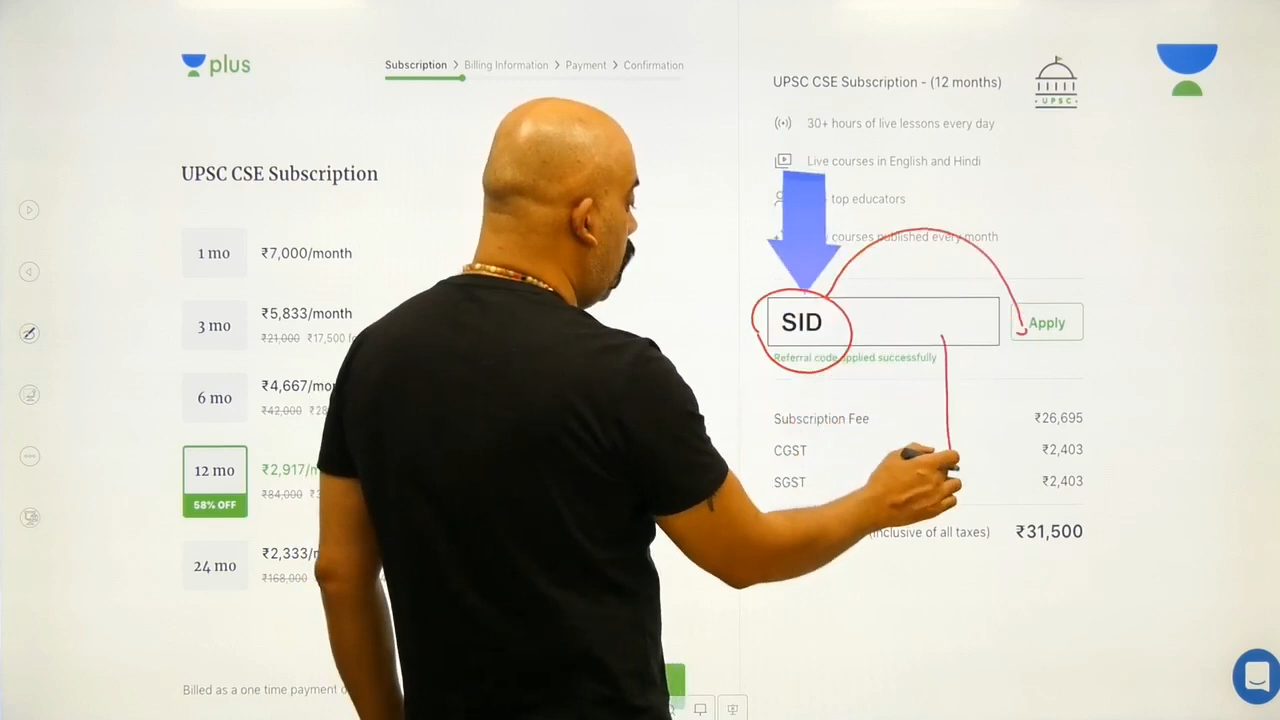 plus
Subscription > Billing Information > Payment > Confirmation
UPSC CSE Subscription
1 mo ₹7,000/month
3 mo ₹5,833/month
₹21,000 ₹17,500
6 mo ₹4,667/mo
₹42,000
12 mo ₹2,917/m
58% OFF ₹84,000
24 mo ₹2,333/m
₹168,000
Billed as a one time payment
UPSC CSE Subscription - (12 months)
UPSC
30+ hours of live lessons every day
Live courses in English and Hindi
top educators
courses published every month
SID
Apply
Referral code applied successfully
Subscription Fee ₹26,695
CGST ₹2,403
SGST ₹2,403
(Inclusive of all taxes) ₹31,500